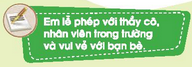 Em lễ phép với thầy cô,
nhân viên trong trường
và vui vẻ với bạn bè.